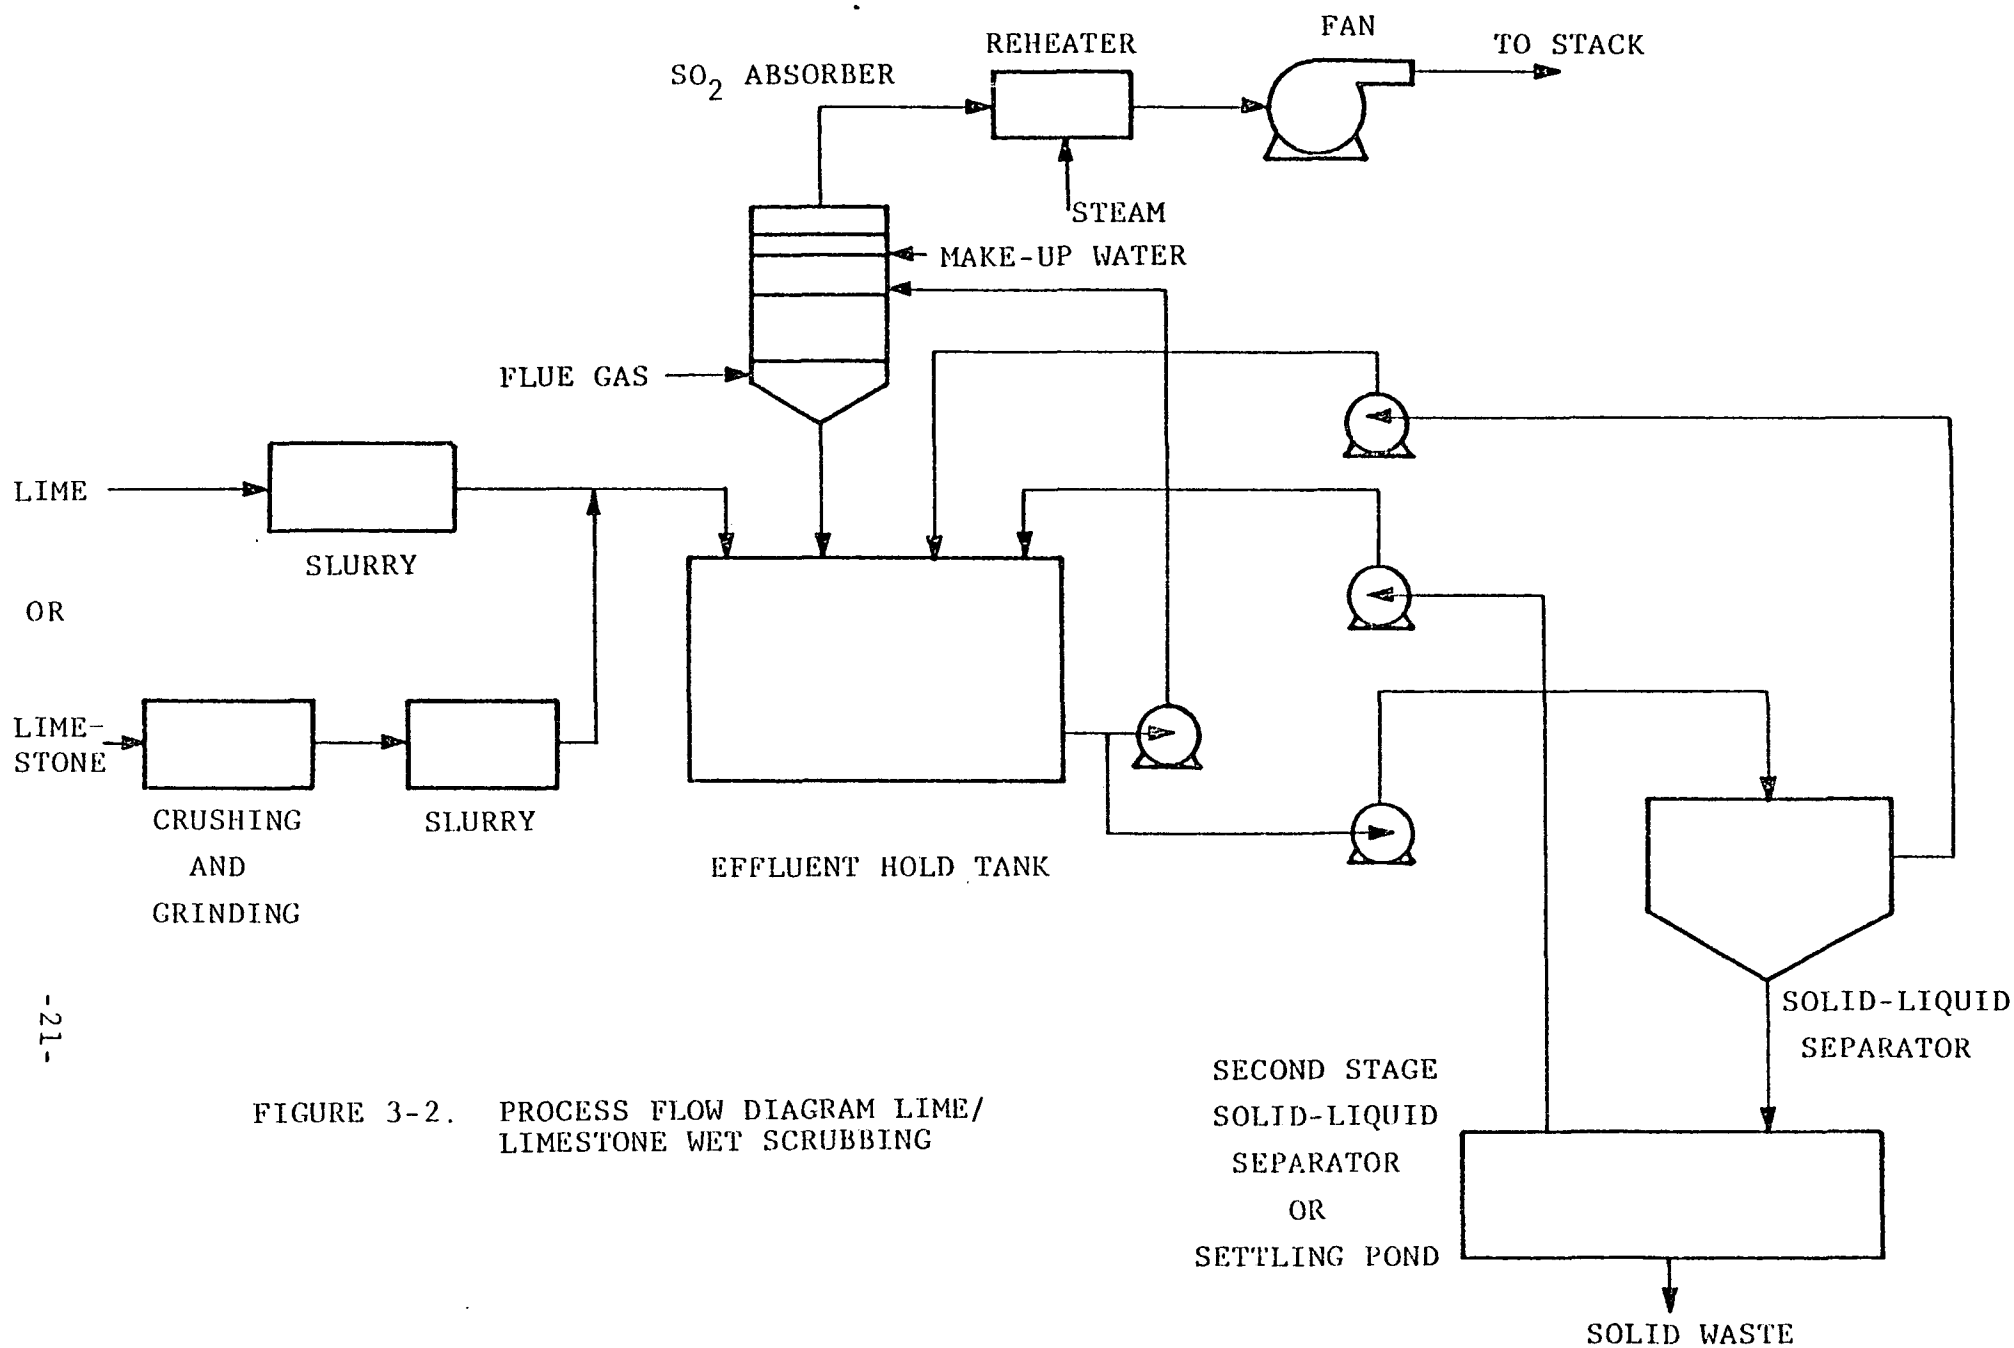 FAN
REHEATER
TO STACK
SO2 ABSORBER
STEAM
MAKE-UP WATER
FLUE GAS
LIME
SLURRY
OR
LIME-
STONE
CRUSHING
AND
GRINDING
SLURRY
EFFLUENT HOLD TANK
SOLID-LIQUID
SEPARATOR
SECOND STAGE
SOLID-LIQUID
SEPARATOR
OR
SETTLING POND
SOLID WASTE
-21-
FIGURE 3-2. PROCESS FLOW DIAGRAM LIME/
LIMESTONE WET SCRUBBING